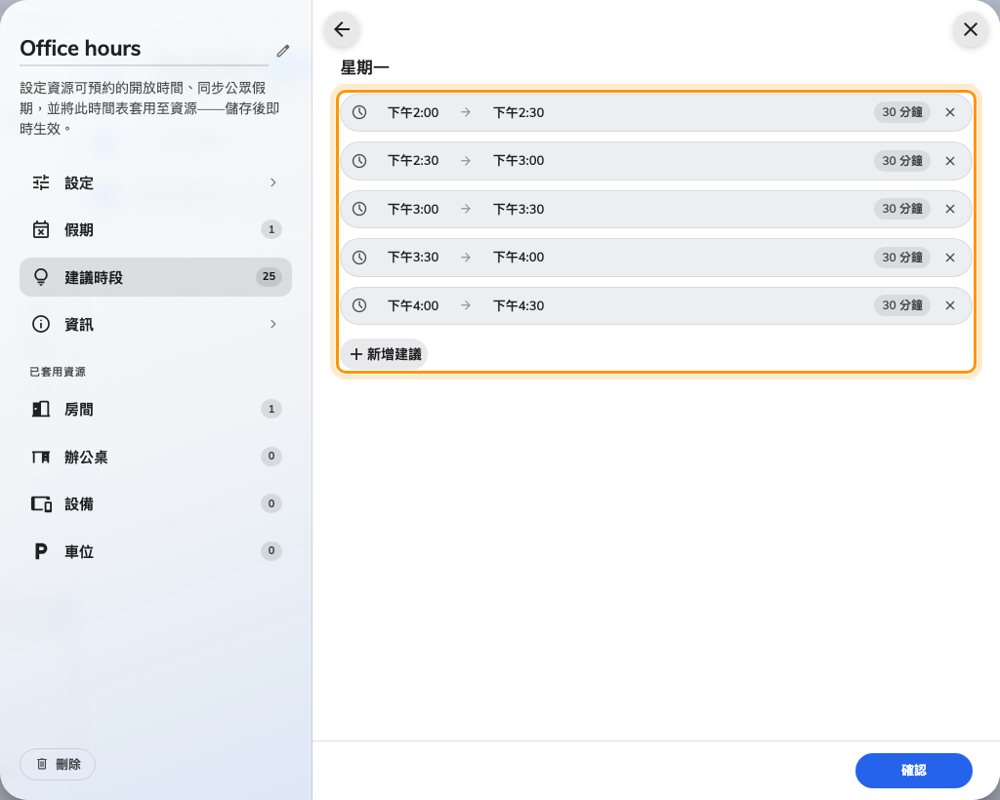 Office hours
設定資源可預約的開放時間、同步公眾假
期，並將此時間表套用至資源——儲存後即
時生效。
設定
假期 1
建議時段 25
資訊
已套用資源
房間 1
辦公桌 0
設備 0
車位 0
刪除
星期一
下午2:00 → 下午2:30 30 分鐘
下午2:30 → 下午3:00 30 分鐘
下午3:00 → 下午3:30 30 分鐘
下午3:30 → 下午4:00 30 分鐘
下午4:00 → 下午4:30 30 分鐘
新增建議
確認